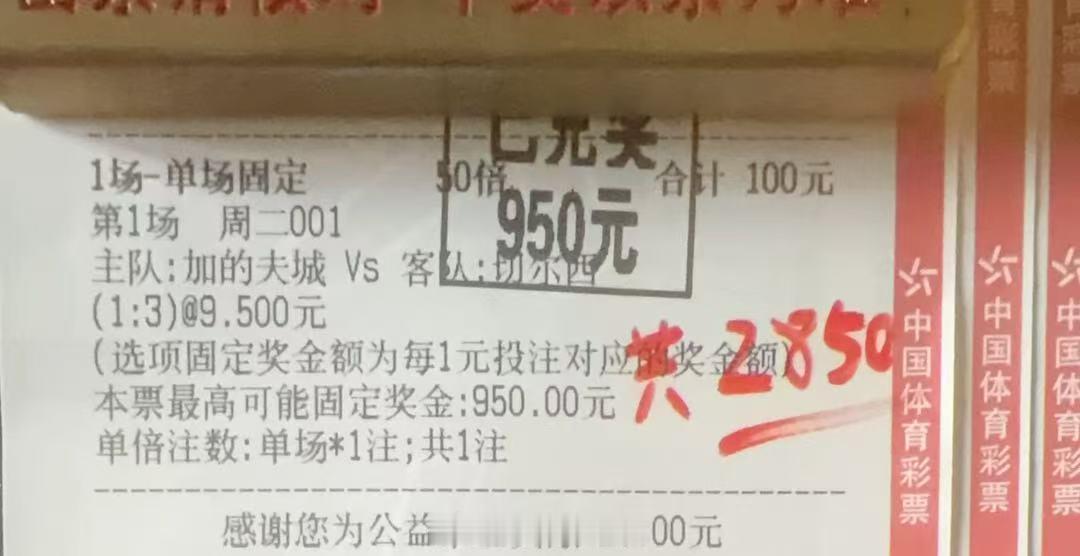 已兑奖
950元
1场-单场固定 50倍 合计 100元
第1场 周二001
主队:加的夫城 Vs 客队:切尔西
(1:3)@9.500元
(选项固定奖金额为每1元投注对应的奖金额)
共2850
本票最高可能固定奖金:950.00元
单倍注数:单场*1注;共1注
感谢您为公益 00元
中国体育彩票
中国体育彩票
中国体育彩票
育彩票